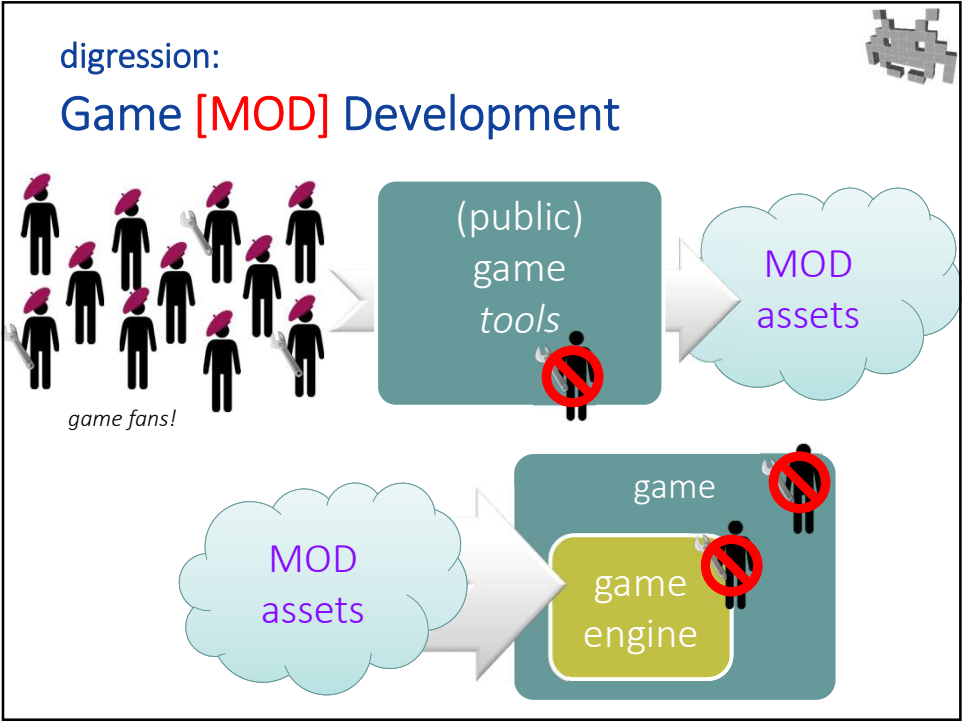 digression:
Game [MOD] Development
(public)
game
tools
MOD
assets
game fans!
game
MOD
assets
game
engine